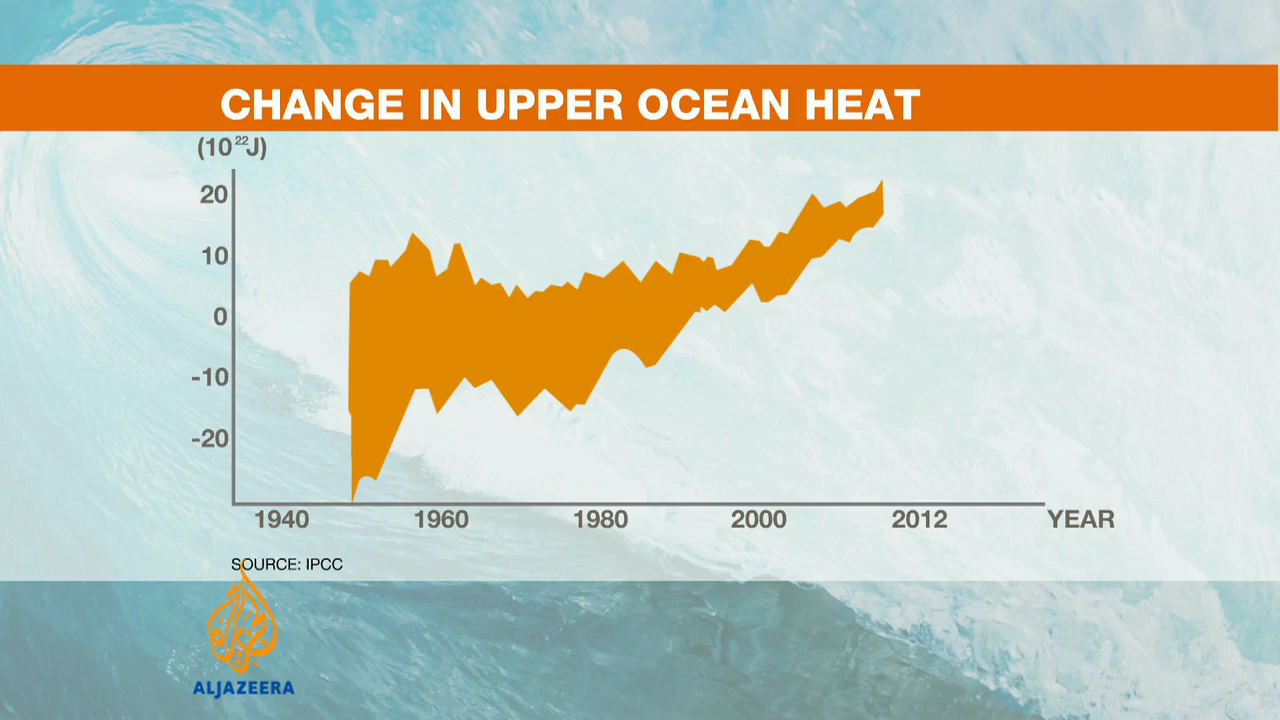 CHANGE IN UPPER OCEAN HEAT
(10²²J)
20
10
0
-10
-20
1940 1960 1980 2000 2012 YEAR
SOURCE: IPCC
ALJAZEERA